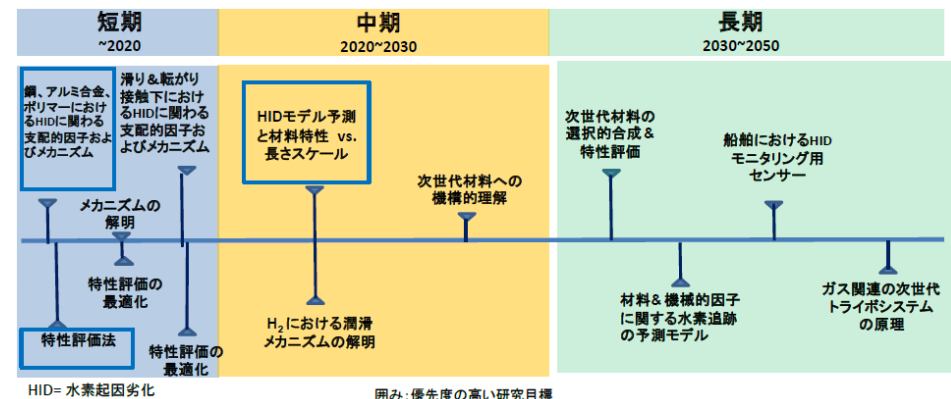 短期
~2020
中期
2020~2030
長期
2030~2050
鋼、アルミ合金、
ポリマーにおけ
るHIDに関わる
支配的因子およ
びメカニズム
滑り&転がり
接触下におけ
るHIDに関わる
支配的因子お
よびメカニズム
HIDモデル予測
と材料特性 vs.
長さスケール
次世代材料の
選択的合成&
特性評価
船舶におけるHID
モニタリング用
センサー
メカニズムの
解明
次世代材料への
機構的理解
特性評価の
最適化
特性評価法
特性評価の
最適化
H₂における潤滑
メカニズムの解明
材料&機械的因子
に関する水素追跡
の予測モデル
ガス関連の次世代
トライボシステム
の原理
HID= 水素起因劣化
囲み:優先度の高い研究目標